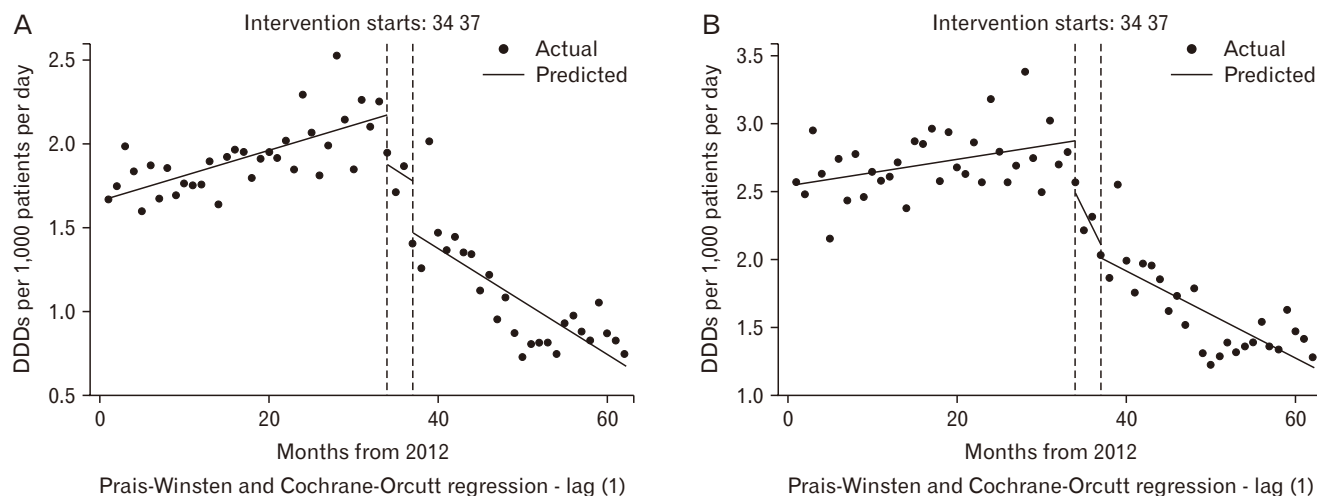 A
Intervention starts: 34 37
Actual
Predicted
DDDs per 1,000 patients per day
2.5
2.0
1.5
1.0
0.5
0
20
40
60
Months from 2012
Prais-Winsten and Cochrane-Orcutt regression - lag (1)
B
Intervention starts: 34 37
Actual
Predicted
DDDs per 1,000 patients per day
3.5
3.0
2.5
2.0
1.5
1.0
0
20
40
60
Months from 2012
Prais-Winsten and Cochrane-Orcutt regression - lag (1)